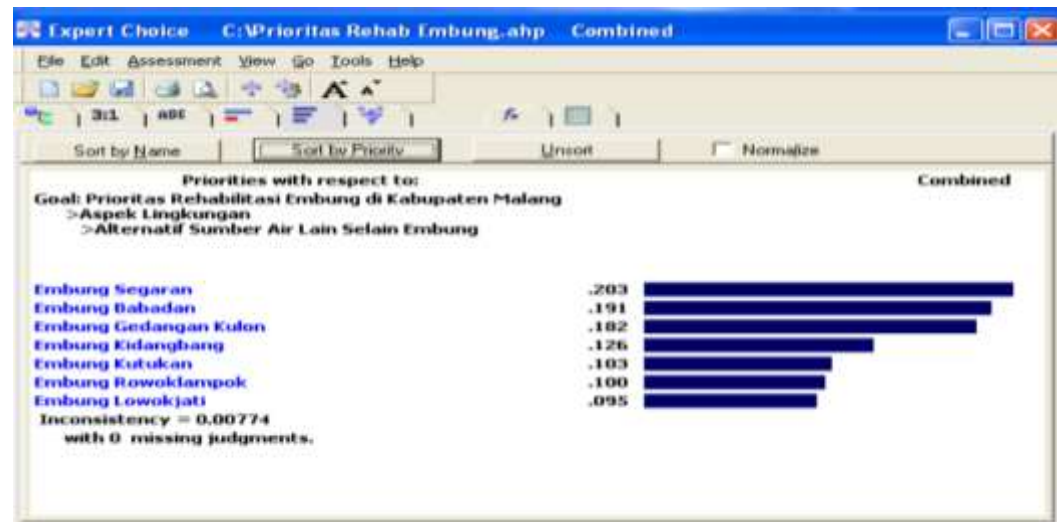 Expert Choice C:\Prioritas Rehab Embung.ahp Combined
File Edit Assessment View Go Tools Help
3:1 ABC
Sort by Name Sort by Priority Unsort Normalize
Priorities with respect to: Combined
Goal: Prioritas Rehabilitasi Embung di Kabupaten Malang
>Aspek Lingkungan
>Alternatif Sumber Air Lain Selain Embung
Embung Segaran .203
Embung Babadan .191
Embung Gedangan Kulon .182
Embung Kidangbang .126
Embung Kutukan .103
Embung Rowoklampok .100
Embung Lowokjati .095
Inconsistency = 0.00774
with 0 missing judgments.